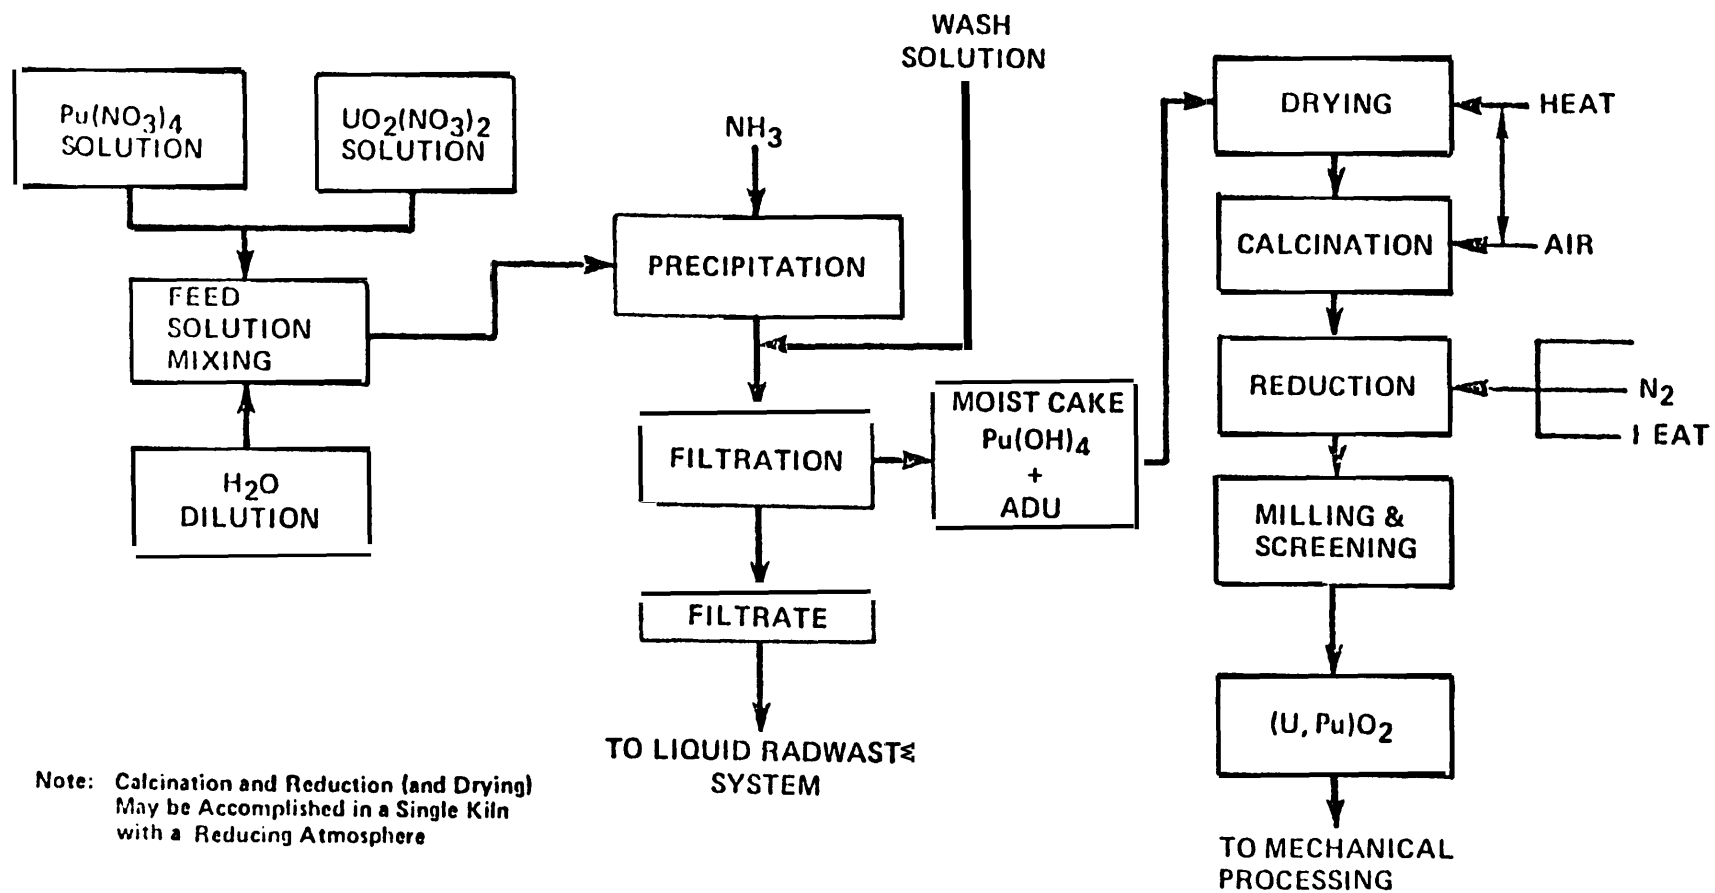 WASH
SOLUTION
Pu(NO3)4
SOLUTION
UO2(NO3)2
SOLUTION
NH3
DRYING
HEAT
PRECIPITATION
CALCINATION
AIR
FEED
SOLUTION
MIXING
REDUCTION
N2
EAT
MOIST CAKE
Pu(OH)4
+
ADU
FILTRATION
H2O
DILUTION
MILLING &
SCREENING
FILTRATE
(U, Pu)O2
TO LIQUID RADWASTE
SYSTEM
Note: Calcination and Reduction (and Drying)
May be Accomplished in a Single Kiln
with a Reducing Atmosphere
TO MECHANICAL
PROCESSING